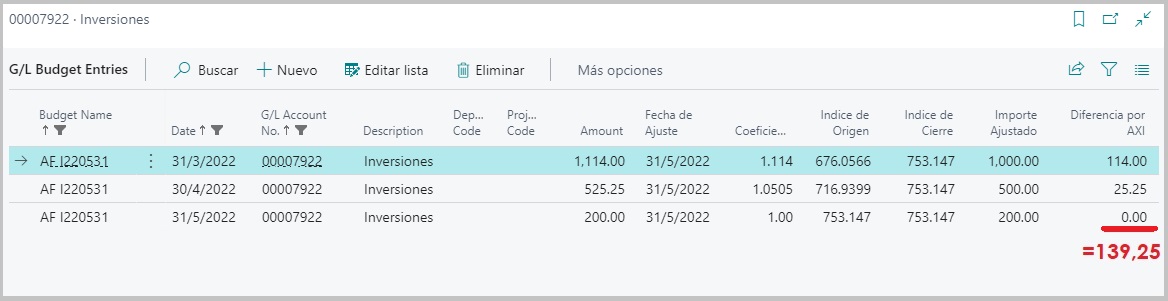 00007922 · Inversiones
G/L Budget Entries Buscar Nuevo Editar lista Eliminar Más opciones
Budget Name Date G/L Account No. Description Dep... Code Proj... Code Amount Fecha de Ajuste Coeficie... Indice de Origen Indice de Cierre Importe Ajustado Diferencia por AXI
AF I220531 31/3/2022 00007922 Inversiones 1,114.00 31/5/2022 1.114 676.0566 753.147 1,000.00 114.00
AF I220531 30/4/2022 00007922 Inversiones 525.25 31/5/2022 1.0505 716.9399 753.147 500.00 25.25
AF I220531 31/5/2022 00007922 Inversiones 200.00 31/5/2022 1.00 753.147 753.147 200.00 0.00
=139,25